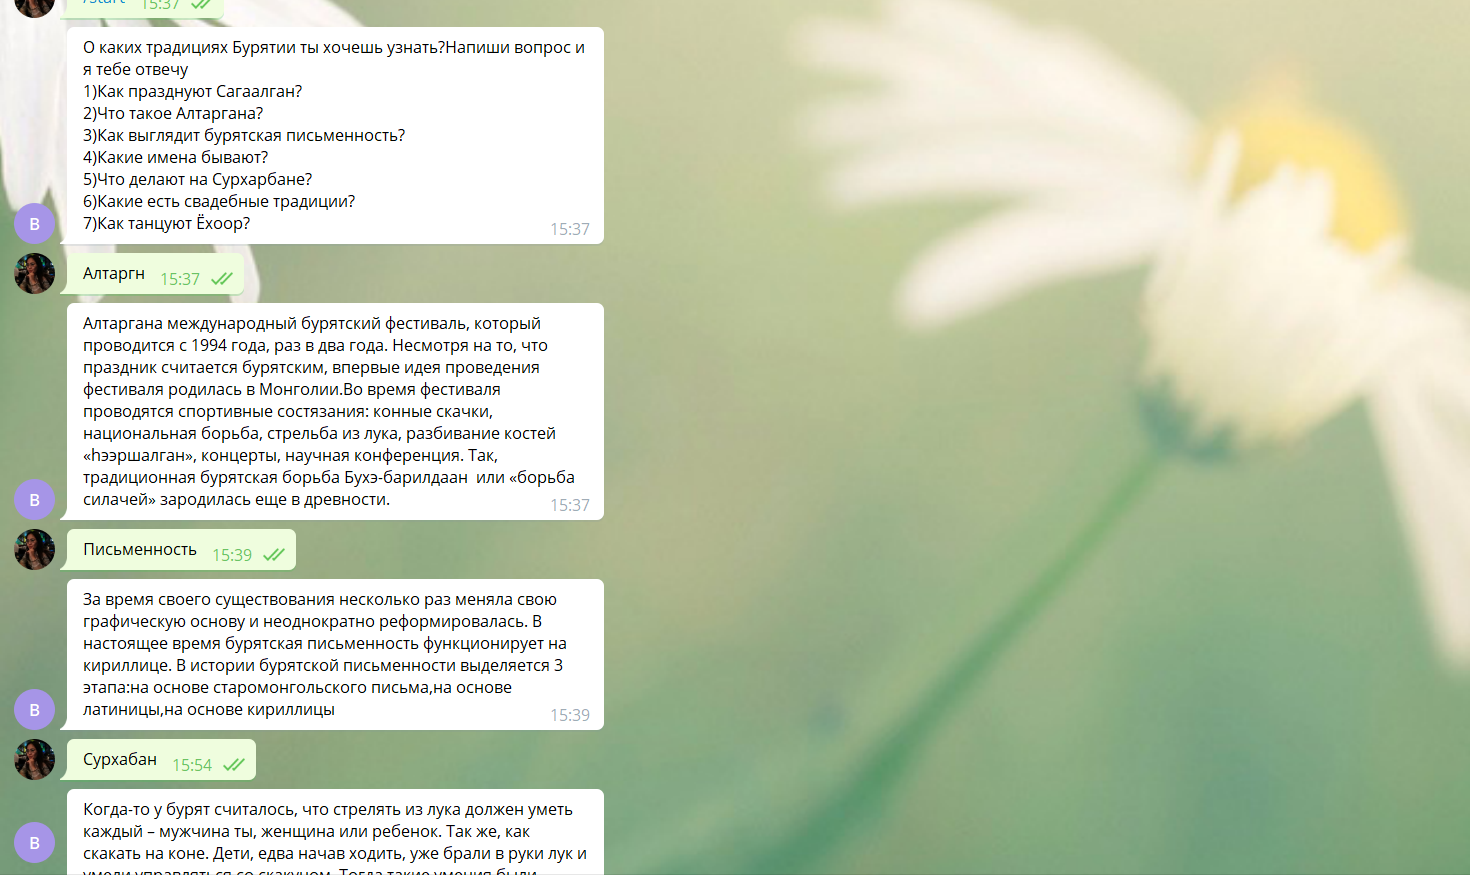 /start 15:37
О каких традициях Бурятии ты хочешь узнать?Напиши вопрос и
я тебе отвечу
1)Как празднуют Сагаалган?
2)Что такое Алтаргана?
3)Как выглядит бурятская письменность?
4)Какие имена бывают?
5)Что делают на Сурхарбане?
6)Какие есть свадебные традиции?
7)Как танцуют Ёхоор?
15:37
В
Алтаргн 15:37
Алтаргана международный бурятский фестиваль, который
проводится с 1994 года, раз в два года. Несмотря на то, что
праздник считается бурятским, впервые идея проведения
фестиваля родилась в Монголии.Во время фестиваля
проводятся спортивные состязания: конные скачки,
национальная борьба, стрельба из лука, разбивание костей
«hээршалган», концерты, научная конференция. Так,
традиционная бурятская борьба Бухэ-барилдаан  или «борьба
силачей» зародилась еще в древности.
15:37
В
Письменность 15:39
За время своего существования несколько раз меняла свою
графическую основу и неоднократно реформировалась. В
настоящее время бурятская письменность функционирует на
кириллице. В истории бурятской письменности выделяется 3
этапа:на основе старомонгольского письма,на основе
латиницы,на основе кириллицы
15:39
В
Сурхабан 15:54
Когда-то у бурят считалось, что стрелять из лука должен уметь
каждый – мужчина ты, женщина или ребенок. Так же, как
скакать на коне. Дети, едва начав ходить, уже брали в руки лук и
умели управляться со скакуном. Тогда такие умения были
В